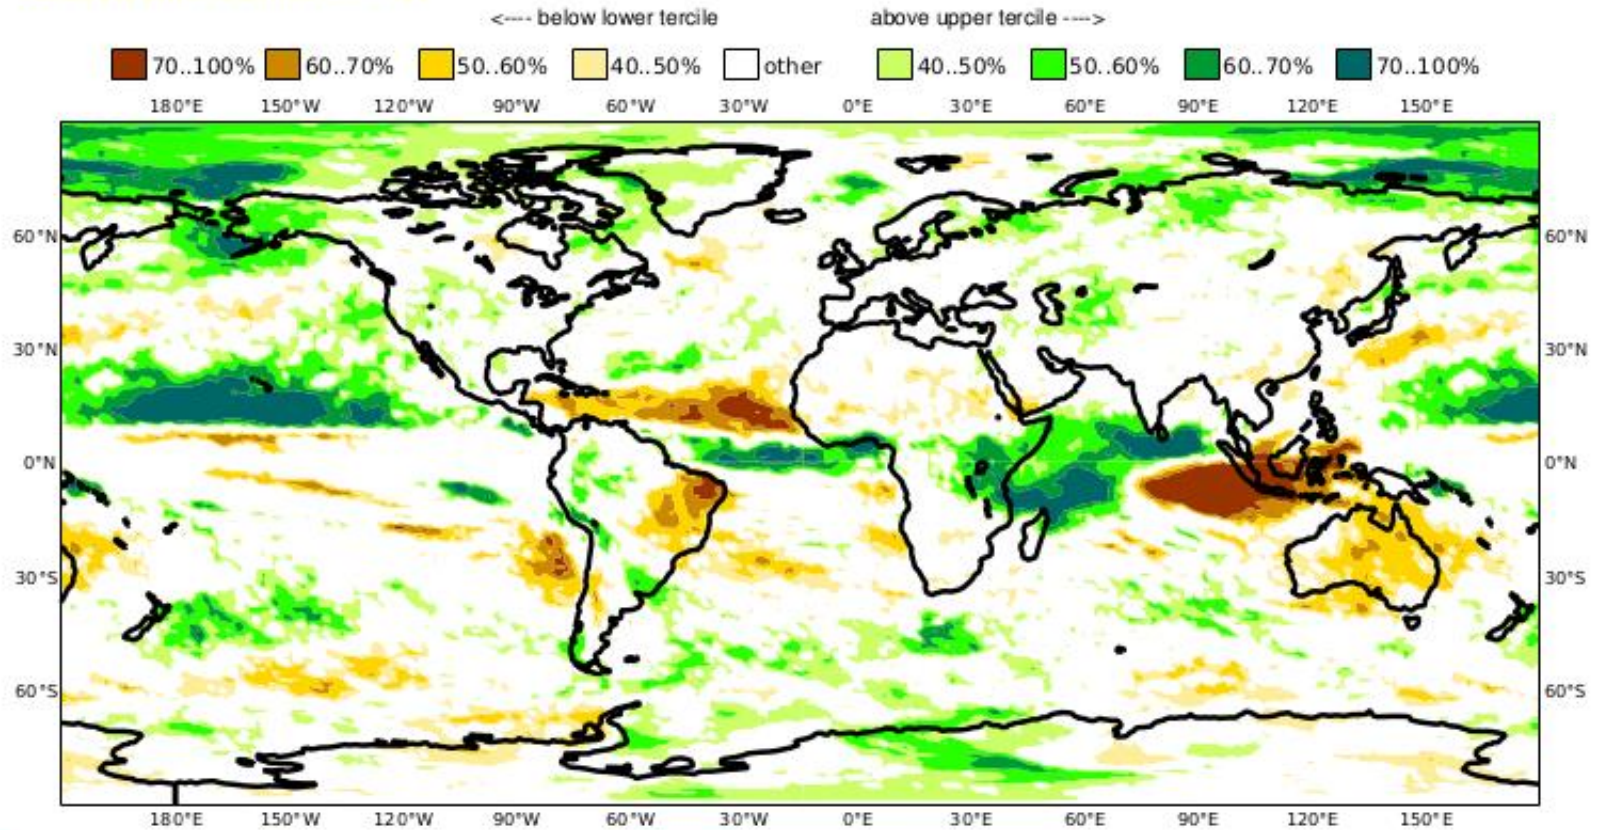 <---- below lower tercile above upper tercile ---->
70..100% 60..70% 50..60% 40..50% other 40..50% 50..60% 60..70% 70..100%
180°E 150°W 120°W 90°W 60°W 30°W 0°E 30°E 60°E 90°E 120°E 150°E
60°N 60°N
30°N 30°N
0°N 0°N
30°S 30°S
60°S 60°S
180°E 150°W 120°W 90°W 60°W 30°W 0°E 30°E 60°E 90°E 120°E 150°E